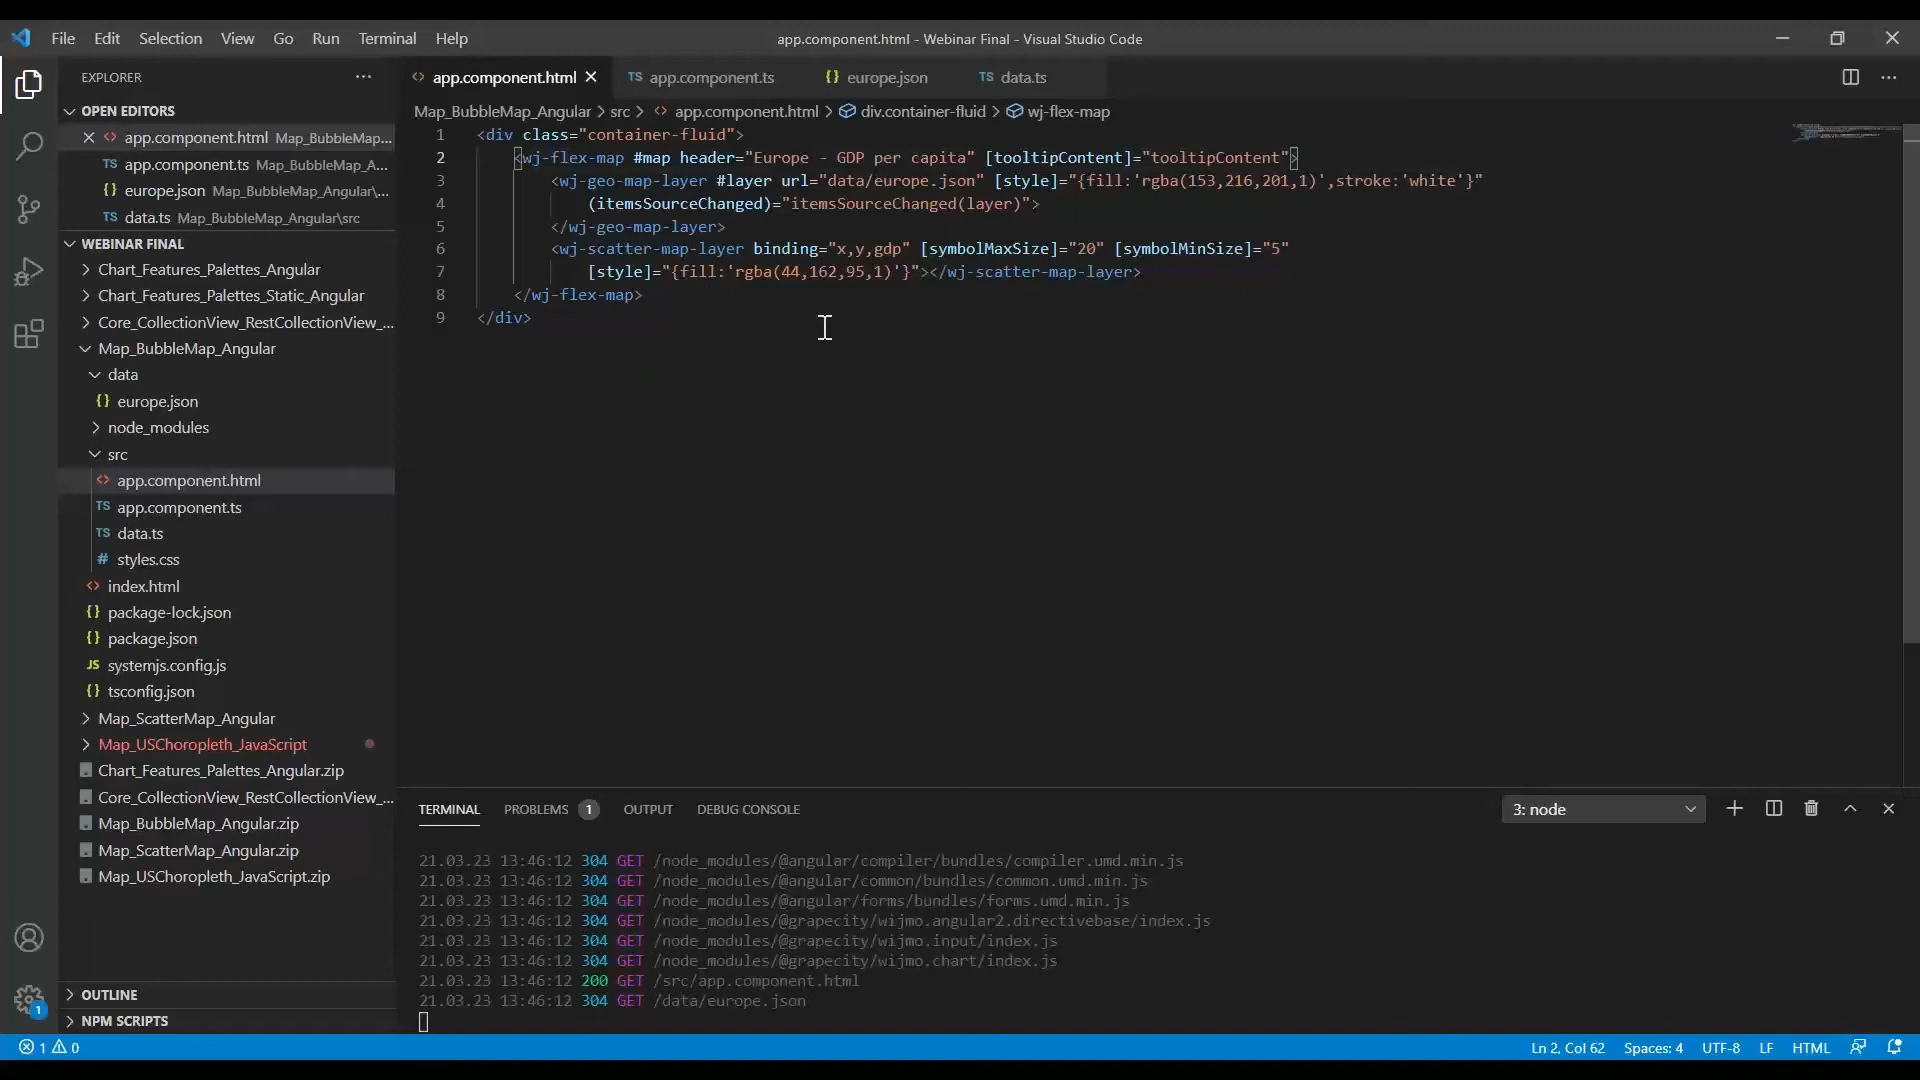 File Edit Selection View Go Run Terminal Help
app.component.html - Webinar Final - Visual Studio Code
EXPLORER
OPEN EDITORS
app.component.html Map_BubbleMap...
app.component.ts Map_BubbleMap_A...
europe.json Map_BubbleMap_Angular\...
data.ts Map_BubbleMap_Angular\src
WEBINAR FINAL
Chart_Features_Palettes_Angular
Chart_Features_Palettes_Static_Angular
Core_CollectionView_RestCollectionView_...
Map_BubbleMap_Angular
data
europe.json
node_modules
src
app.component.html
app.component.ts
data.ts
styles.css
index.html
package-lock.json
package.json
systemjs.config.js
tsconfig.json
Map_ScatterMap_Angular
Map_USChoropleth_JavaScript
Chart_Features_Palettes_Angular.zip
Core_CollectionView_RestCollectionView_...
Map_BubbleMap_Angular.zip
Map_ScatterMap_Angular.zip
Map_USChoropleth_JavaScript.zip
OUTLINE
NPM SCRIPTS
app.component.html TS app.component.ts {} europe.json TS data.ts
Map_BubbleMap_Angular > src > app.component.html > div.container-fluid > wj-flex-map
1 <div class="container-fluid">
2 <wj-flex-map #map header="Europe - GDP per capita" [tooltipContent]="tooltipContent">
3 <wj-geo-map-layer #layer url="data/europe.json" [style]="{fill:'rgba(153,216,201,1)',stroke:'white'}"
4 (itemsSourceChanged)="itemsSourceChanged(layer)">
5 </wj-geo-map-layer>
6 <wj-scatter-map-layer binding="x,y,gdp" [symbolMaxSize]="20" [symbolMinSize]="5"
7 [style]="{fill:'rgba(44,162,95,1)'}"></wj-scatter-map-layer>
8 </wj-flex-map>
9 </div>
TERMINAL PROBLEMS 1 OUTPUT DEBUG CONSOLE
3: node
21.03.23 13:46:12 304 GET /node_modules/@angular/compiler/bundles/compiler.umd.min.js
21.03.23 13:46:12 304 GET /node_modules/@angular/common/bundles/common.umd.min.js
21.03.23 13:46:12 304 GET /node_modules/@angular/forms/bundles/forms.umd.min.js
21.03.23 13:46:12 304 GET /node_modules/@grapecity/wijmo.angular2.directivebase/index.js
21.03.23 13:46:12 304 GET /node_modules/@grapecity/wijmo.input/index.js
21.03.23 13:46:12 304 GET /node_modules/@grapecity/wijmo.chart/index.js
21.03.23 13:46:12 200 GET /src/app.component.html
21.03.23 13:46:12 304 GET /data/europe.json
1 0
Ln 2, Col 62 Spaces: 4 UTF-8 LF HTML